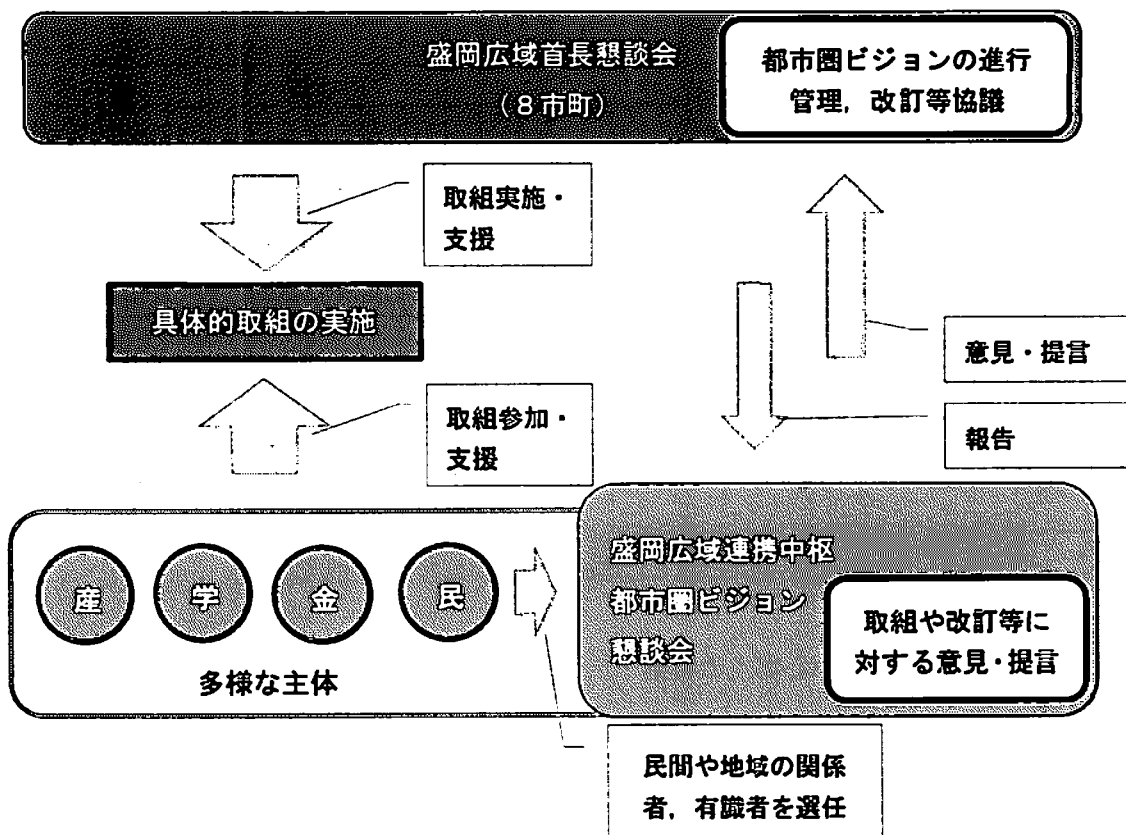 盛岡広域首長懇談会
（８市町）
都市圏ビジョンの進行
管理，改訂等協議
取組実施・
支援
具体的取組の実施
意見・提言
取組参加・
支援
報告
産
学
金
民
多様な主体
盛岡広域連携中枢
都市圏ビジョン
懇談会
取組や改訂等に
対する意見・提言
民間や地域の関係
者，有識者を選任